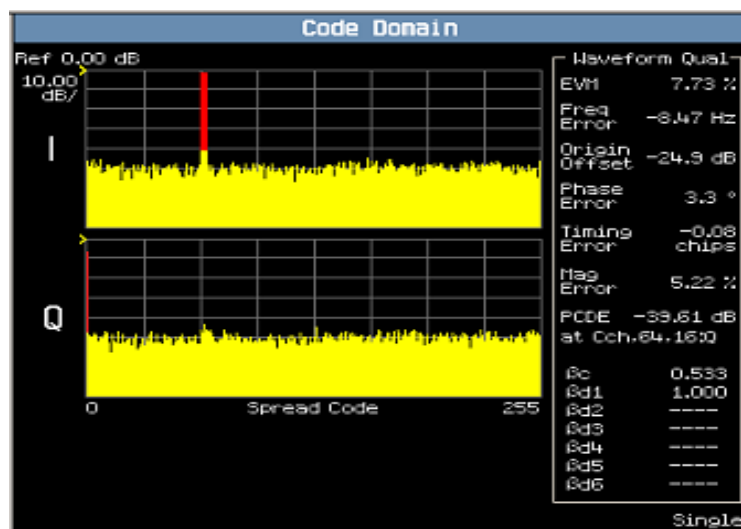 Code Domain
Ref 0.00 dB
10.00
dB/
I
Q
0 Spread Code 255
Waveform Qual
EVM 7.73 %
Freq
Error -8.47 Hz
Origin
Offset -24.9 dB
Phase
Error 3.3 °
Timing -0.08
Error chips
Mag
Error 5.22 %
PCDE -39.61 dB
at Cch,64,16:Q
βc 0.533
βd1 1.000
βd2 ----
βd3 ----
βd4 ----
βd5 ----
βd6 ----
Single